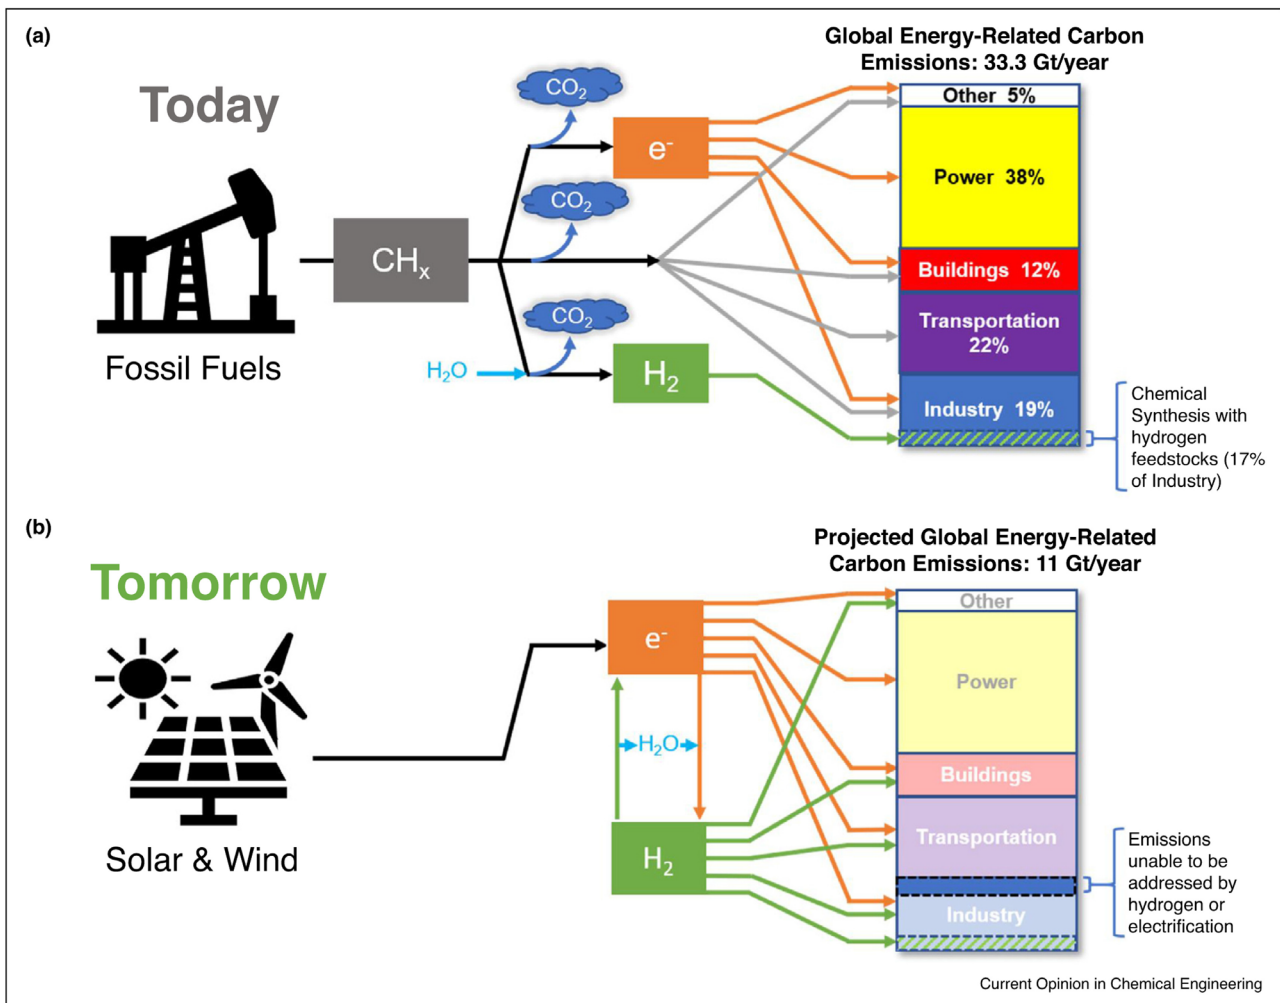 (a)
Global Energy-Related Carbon
Emissions: 33.3 Gt/year
Today
Fossil Fuels
CHx
CO2
CO2
CO2
H2O
e-
H2
Other 5%
Power 38%
Buildings 12%
Transportation
22%
Industry 19%
Chemical
Synthesis with
hydrogen
feedstocks (17%
of Industry)
(b)
Projected Global Energy-Related
Carbon Emissions: 11 Gt/year
Tomorrow
Solar & Wind
e-
H2O
H2
Other
Power
Buildings
Transportation
Industry
Emissions
unable to be
addressed by
hydrogen or
electrification
Current Opinion in Chemical Engineering